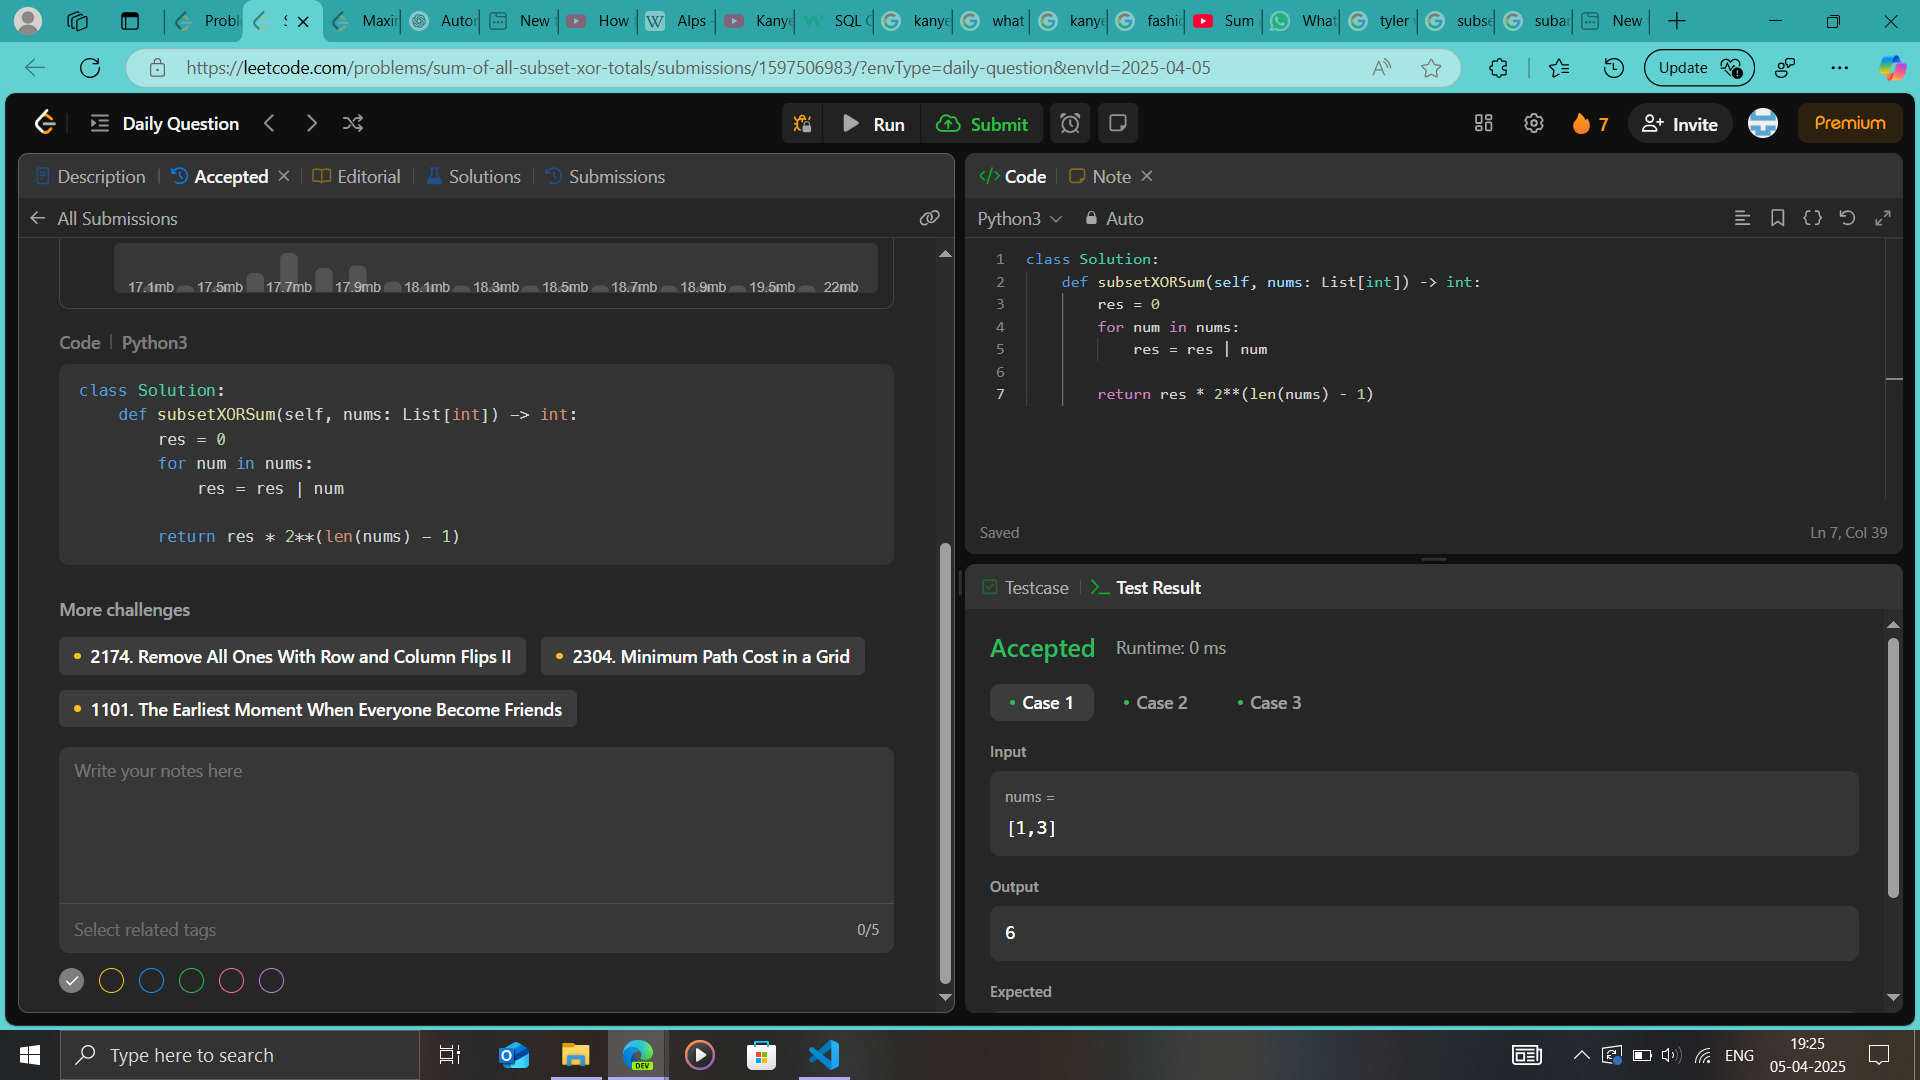 Probl
S
Maxim
Auton
New
How
Alps
Kanye
SQL
kanye
what
kanye
fashio
Sum
What
tyler
subse
subar
New
https://leetcode.com/problems/sum-of-all-subset-xor-totals/submissions/1597506983/?envType=daily-question&envId=2025-04-05
Update
Daily Question
Run
Submit
7
Invite
Premium
Description
Accepted
Editorial
Solutions
Submissions
All Submissions
17.1mb 17.5mb 17.7mb 17.9mb 18.1mb 18.3mb 18.5mb 18.7mb 18.9mb 19.5mb 22mb
Code | Python3
class Solution:
    def subsetXORSum(self, nums: List[int]) -> int:
        res = 0
        for num in nums:
            res = res | num
        return res * 2**(len(nums) - 1)
More challenges
2174. Remove All Ones With Row and Column Flips II
2304. Minimum Path Cost in a Grid
1101. The Earliest Moment When Everyone Become Friends
Write your notes here
Select related tags
0/5
Code
Note
Python3
Auto
1 class Solution:
2     def subsetXORSum(self, nums: List[int]) -> int:
3         res = 0
4         for num in nums:
5             res = res | num
6
7         return res * 2**(len(nums) - 1)
Saved
Ln 7, Col 39
Testcase
Test Result
Accepted
Runtime: 0 ms
Case 1
Case 2
Case 3
Input
nums =
[1,3]
Output
6
Expected
Type here to search
DEV
ENG
19:25
05-04-2025